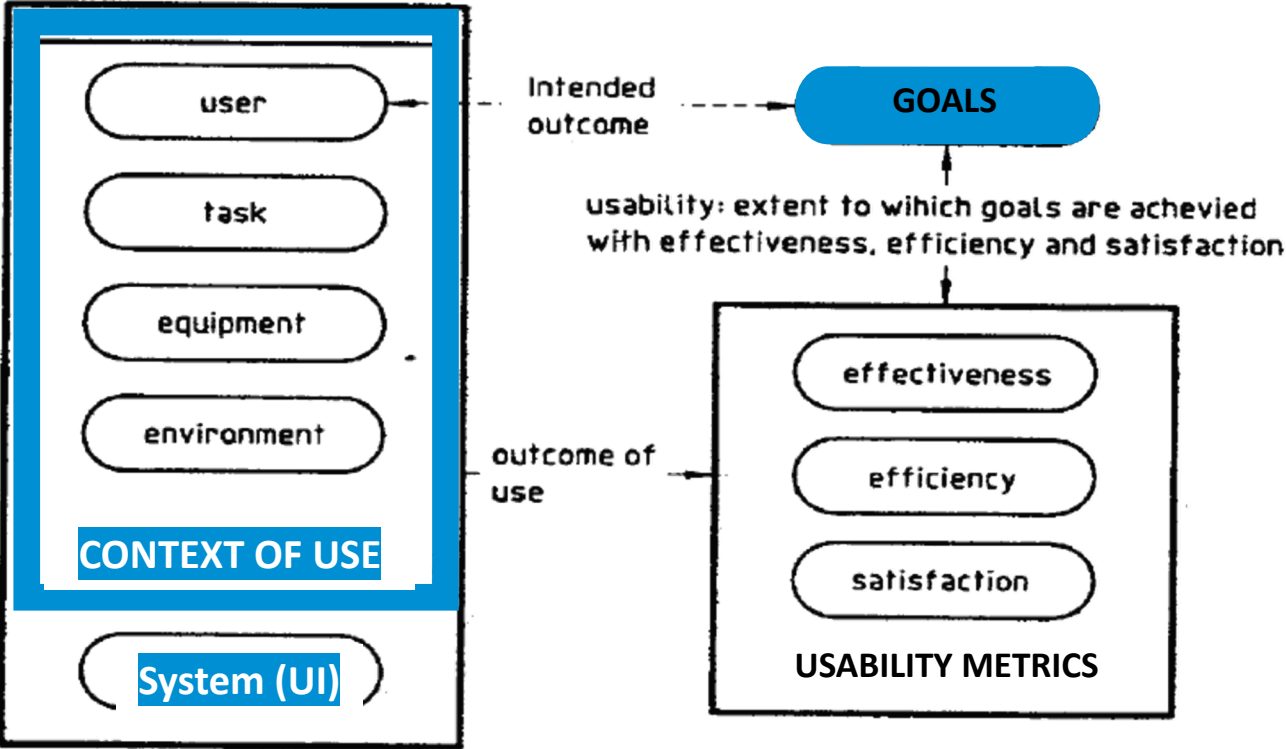 user
task
equipment
environment
CONTEXT OF USE
System (UI)
Intended
outcome
GOALS
usability: extent to wihich goals are achevied
with effectiveness, efficiency and satisfaction
outcome of
use
effectiveness
efficiency
satisfaction
USABILITY METRICS